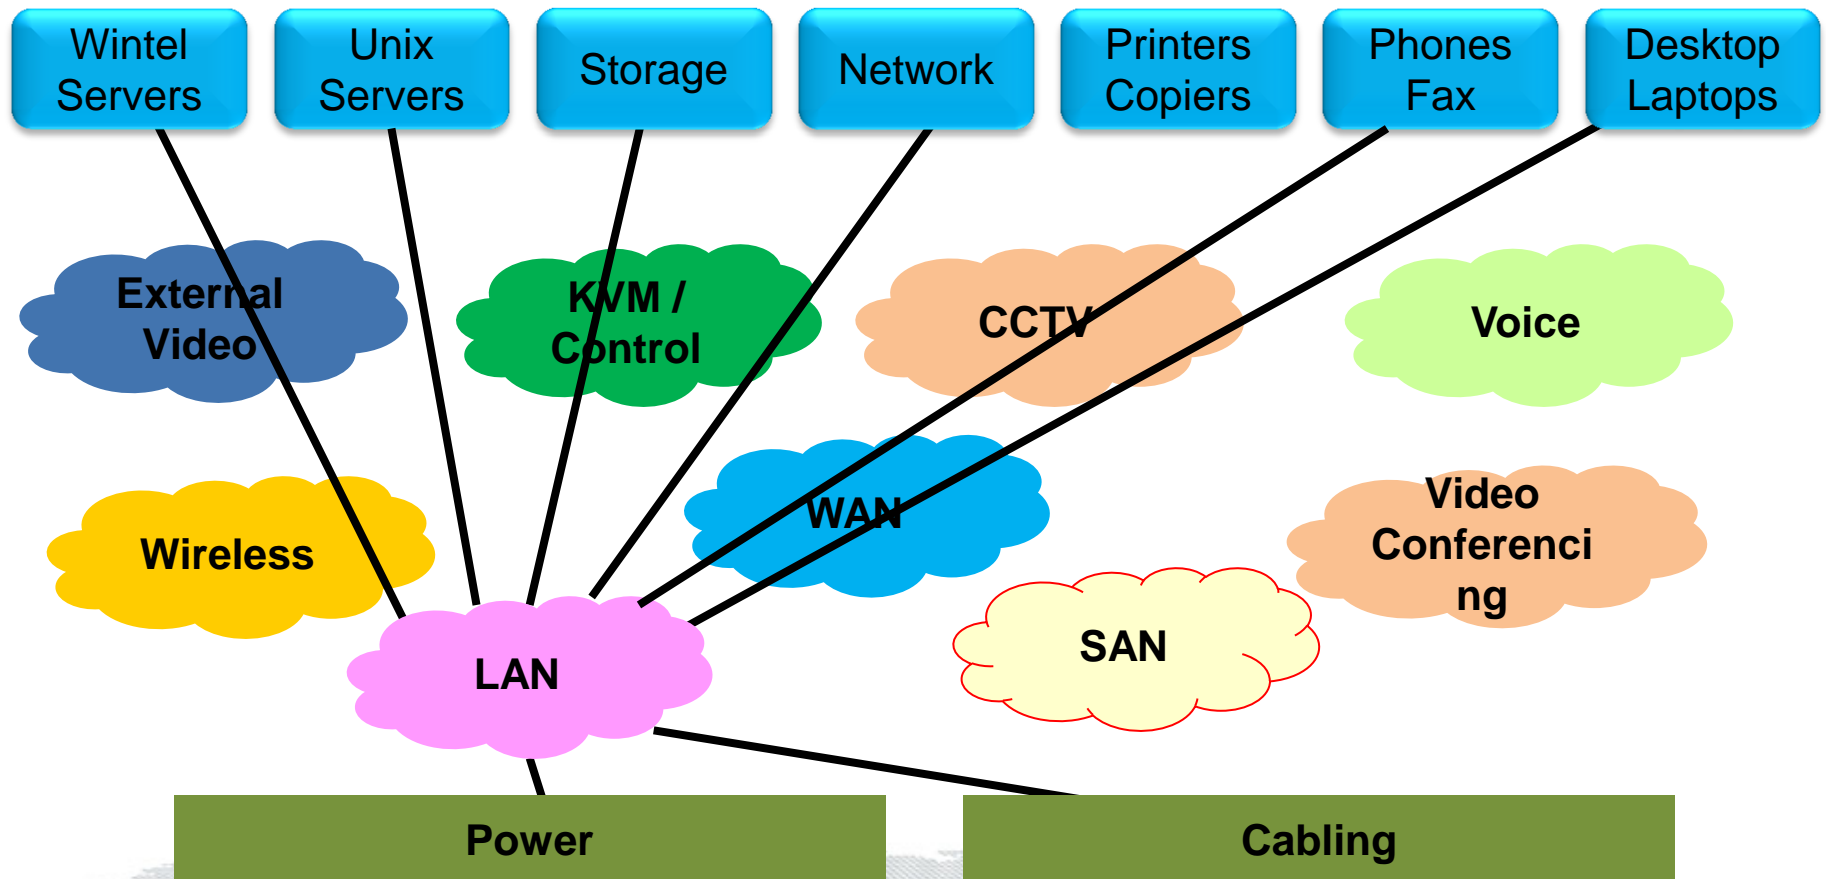 Wintel
Servers
Unix
Servers
Storage
Network
Printers
Copiers
Phones
Fax
Desktop
Laptops
External
Video
KVM /
Control
CCTV
Voice
Wireless
WAN
Video
Conferenci
ng
LAN
SAN
Power
Cabling